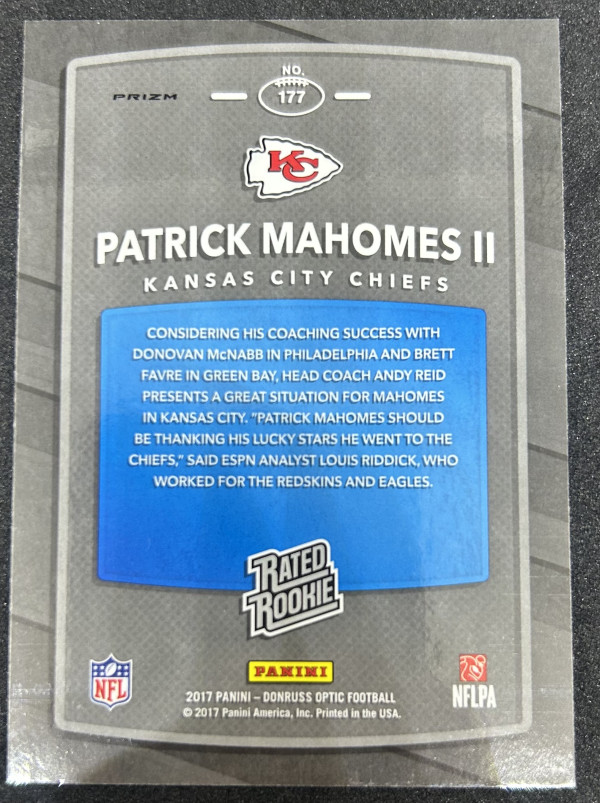 NO.
PRIZM
177
KC
PATRICK MAHOMES II
KANSAS CITY CHIEFS
CONSIDERING HIS COACHING SUCCESS WITH
DONOVAN McNABB IN PHILADELPHIA AND BRETT
FAVRE IN GREEN BAY, HEAD COACH ANDY REID
PRESENTS A GREAT SITUATION FOR MAHOMES
IN KANSAS CITY. “PATRICK MAHOMES SHOULD
BE THANKING HIS LUCKY STARS HE WENT TO THE
CHIEFS,” SAID ESPN ANALYST LOUIS RIDDICK, WHO
WORKED FOR THE REDSKINS AND EAGLES.
RATED
ROOKIE
NFL
PANINI
NFLPA
2017 PANINI – DONRUSS OPTIC FOOTBALL
© 2017 Panini America, Inc. Printed in the USA.